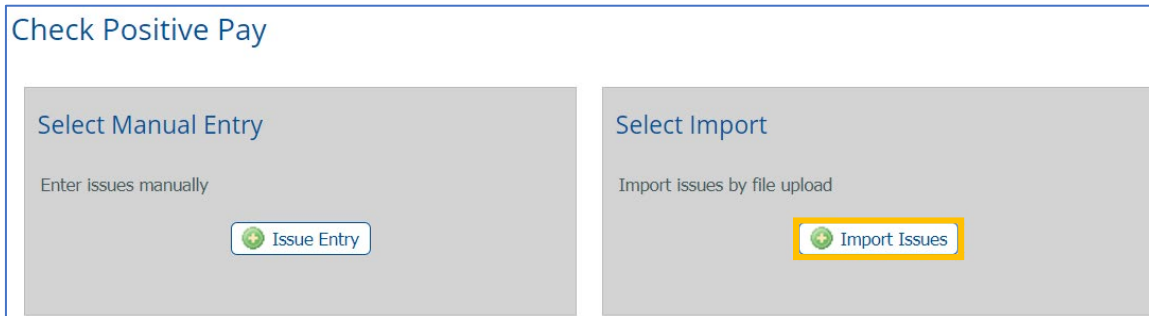 Check Positive Pay
Select Manual Entry
Enter issues manually
Issue Entry
Select Import
Import issues by file upload
Import Issues